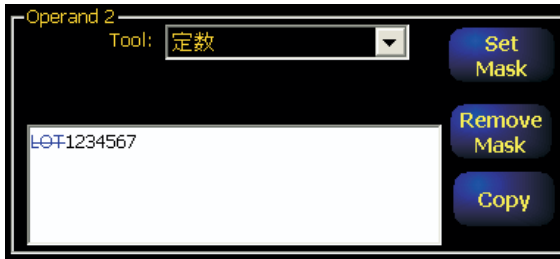 Operand 2
Tool: 定数
Set
Mask
LOT1234567
Remove
Mask
Copy